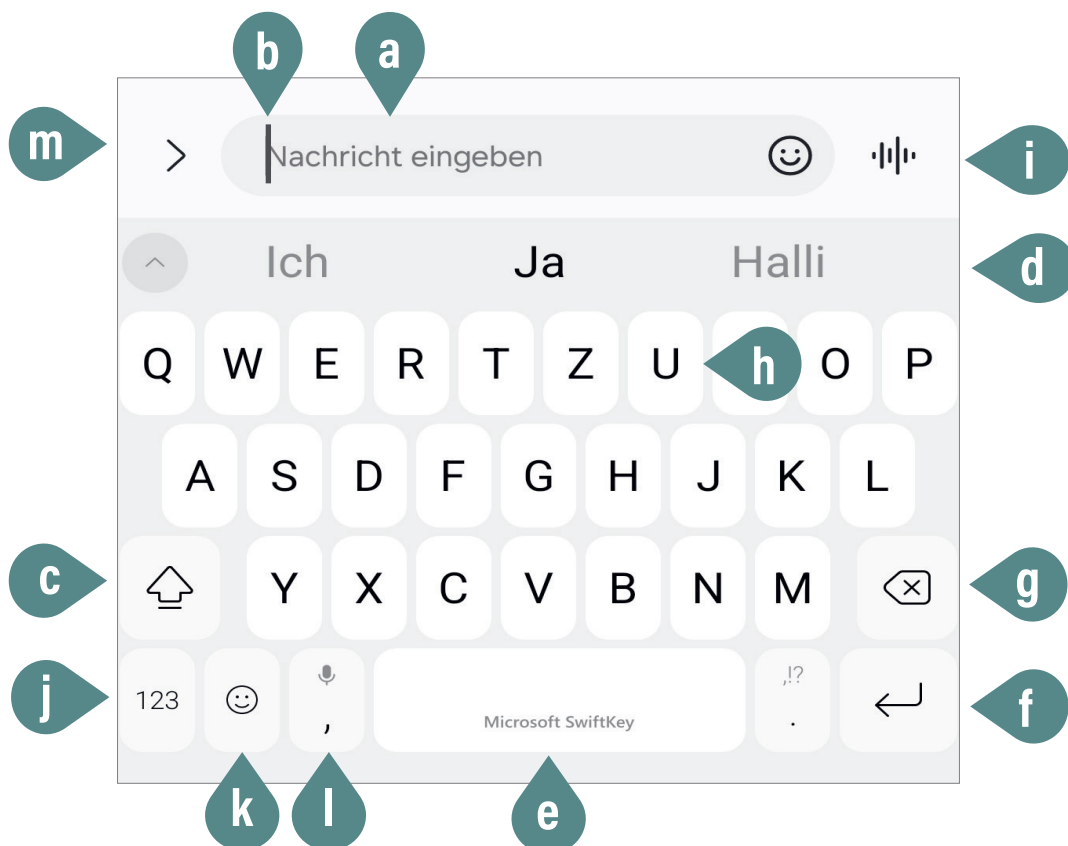 b a
m Nachricht eingeben i
Ich Ja Halli d
Q W E R T Z U h O P
A S D F G H J K L
c Y X C V B N M g
,!?
j 123 , Microsoft SwiftKey . f
k l e